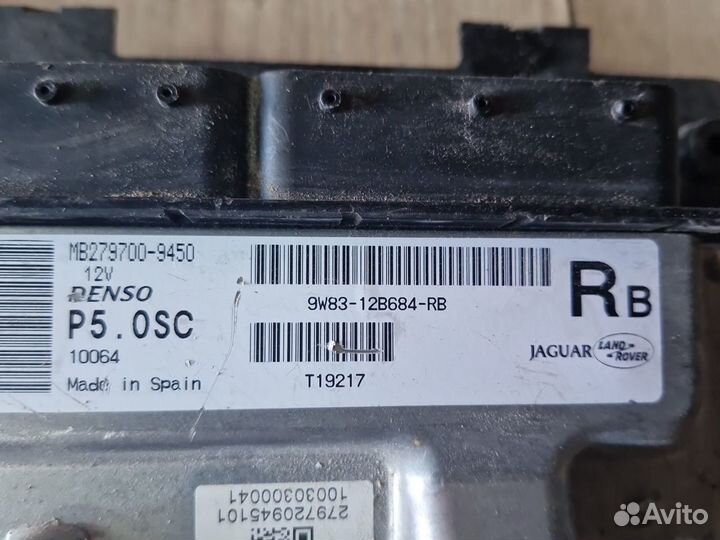 MB279700-9450
12V
DENSO
P5.0SC
10064
Made in Spain
9W83-12B684-RB
T19217
RB
JAGUAR
LAND-
-ROVER
279720945101
10030300041
Avito